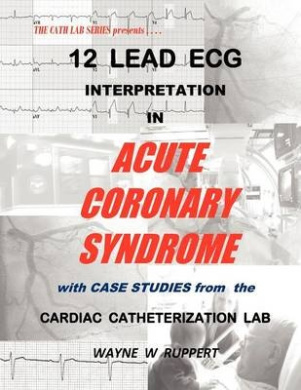 THE CATH LAB SERIES presents . . .
12 LEAD ECG
INTERPRETATION
IN
ACUTE
CORONARY
SYNDROME
with CASE STUDIES from the
CARDIAC CATHETERIZATION LAB
WAYNE W RUPPERT